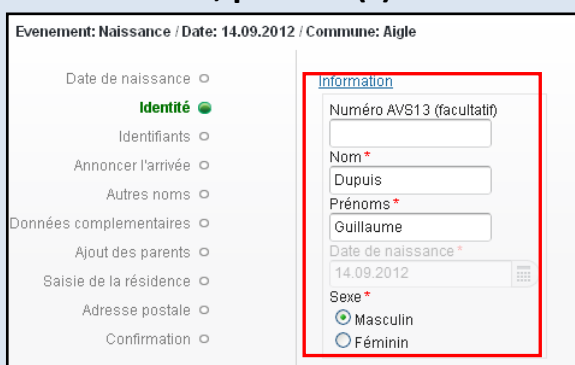 Evenement: Naissance / Date: 14.09.2012 / Commune: Aigle
Date de naissance
Identité
Identifiants
Annoncer l'arrivée
Autres noms
Données complementaires
Ajout des parents
Saisie de la résidence
Adresse postale
Confirmation
Information
Numéro AVS13 (facultatif)
Nom*
Dupuis
Prénoms*
Guillaume
Date de naissance*
14.09.2012
Sexe*
Masculin
Féminin